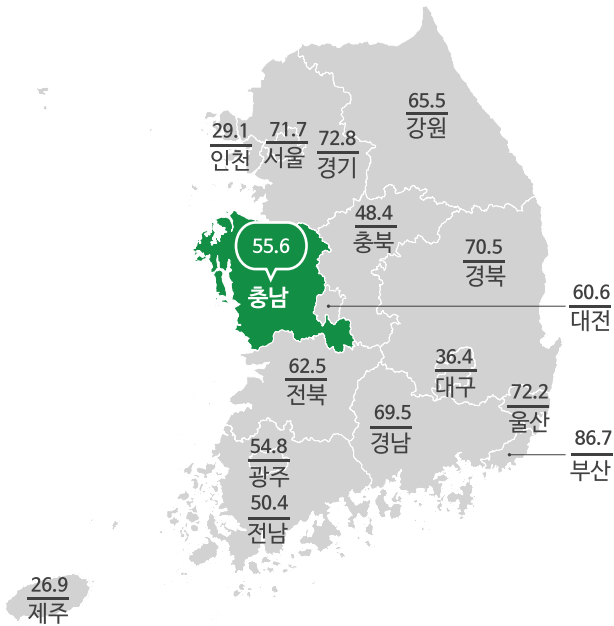 65.5
강원
29.1
인천
71.7
서울
72.8
경기
48.4
충북
55.6
충남
70.5
경북
60.6
대전
62.5
전북
36.4
대구
72.2
울산
69.5
경남
86.7
부산
54.8
광주
50.4
전남
26.9
제주